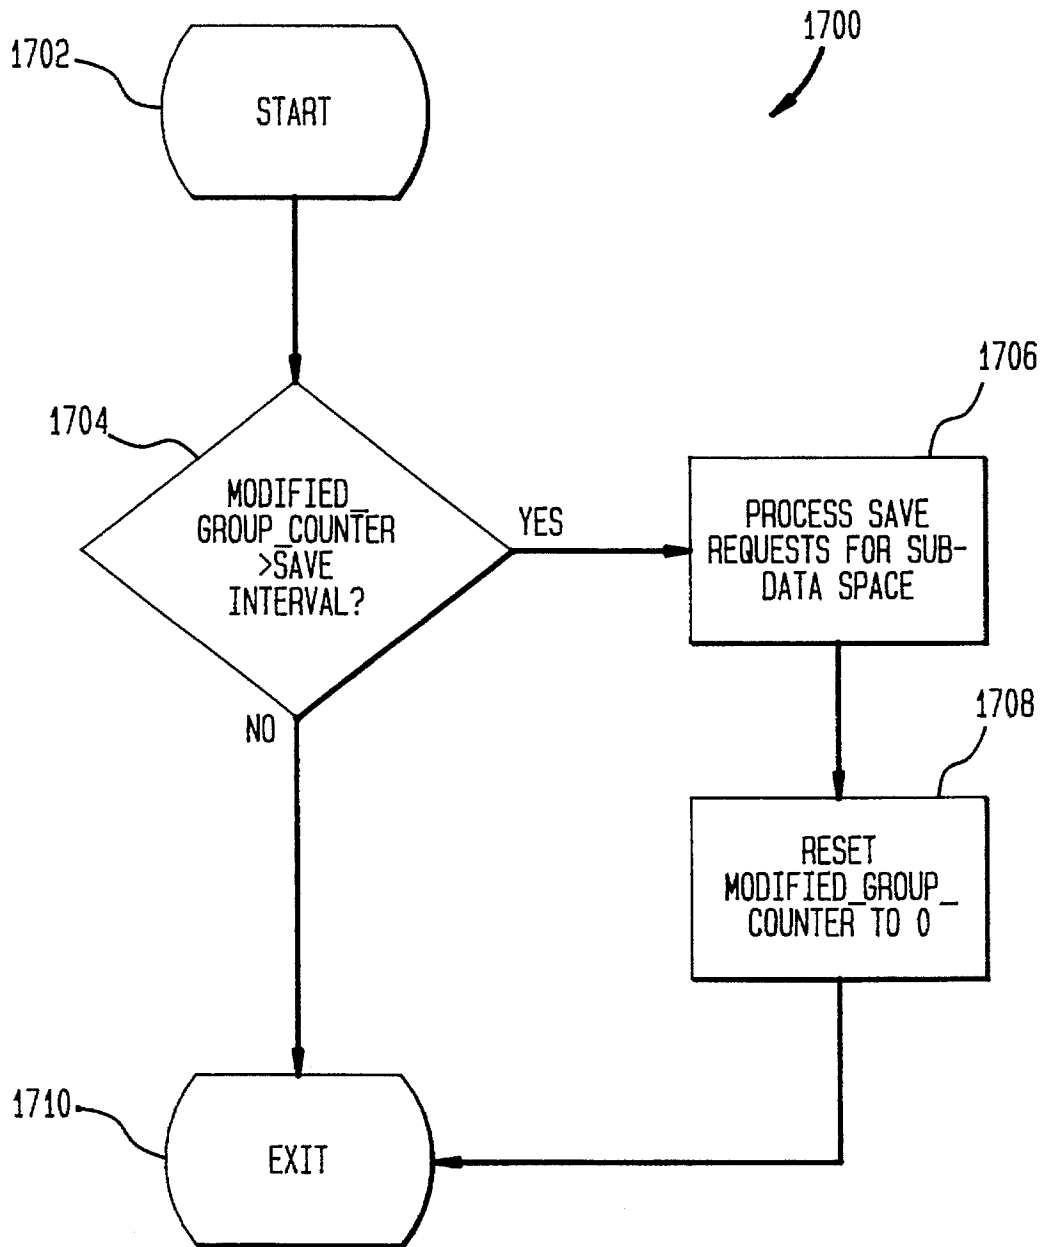 1700
1702
START
1704
MODIFIED_
GROUP_COUNTER
>SAVE
INTERVAL?
YES
NO
1706
PROCESS SAVE
REQUESTS FOR SUB-
DATA SPACE
1708
RESET
MODIFIED_GROUP_
COUNTER TO 0
1710
EXIT